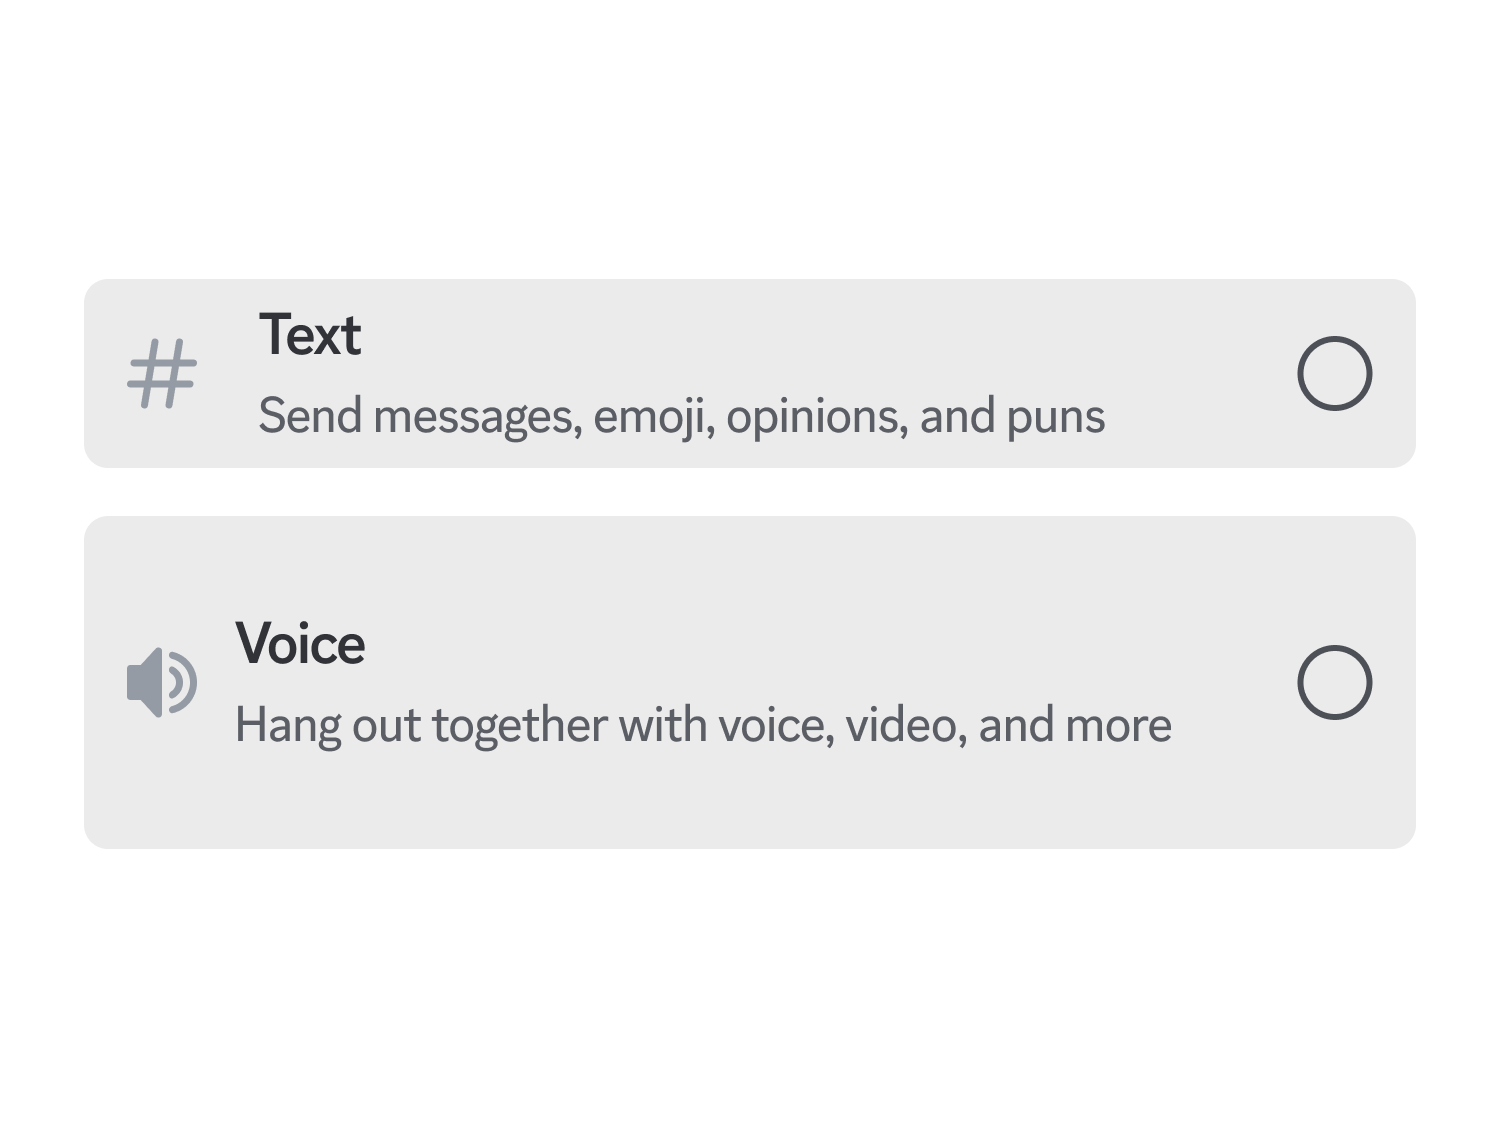 Text
Send messages, emoji, opinions, and puns
Voice
Hang out together with voice, video, and more